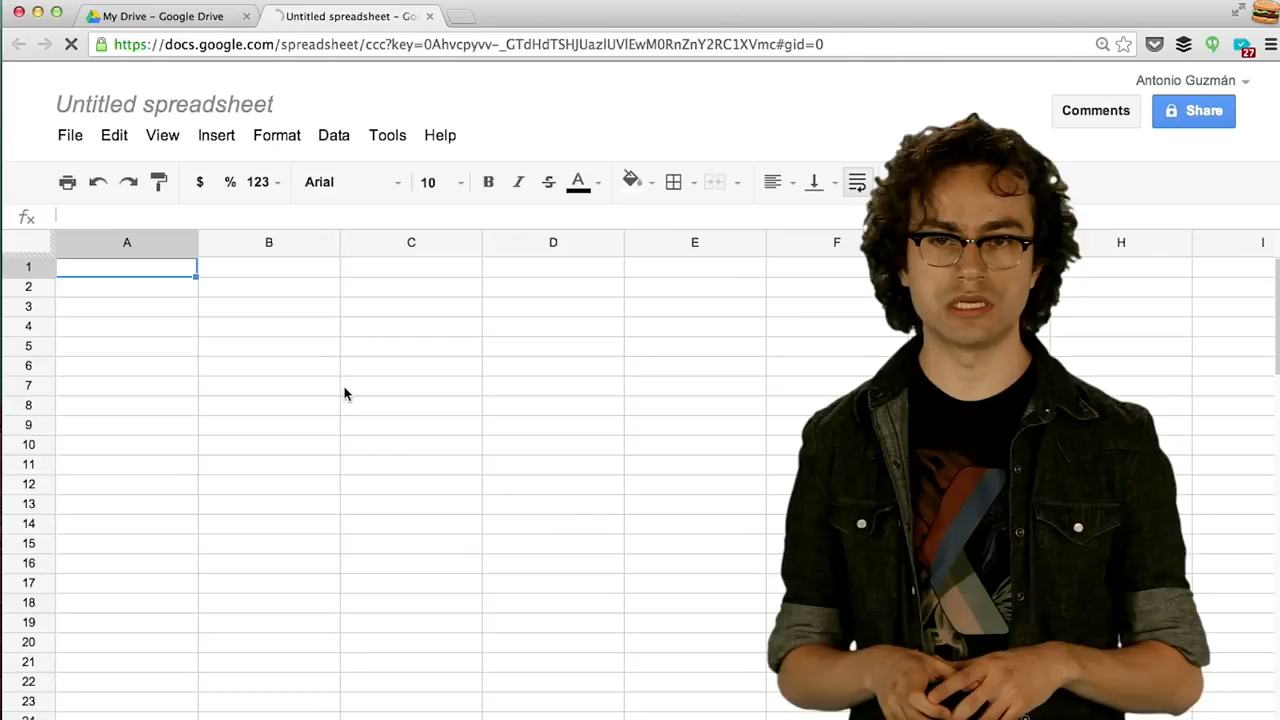 My Drive - Google Drive
Untitled spreadsheet - Go
https://docs.google.com/spreadsheet/ccc?key=0Ahvcpyvv-_GTdHdTSHJUazlUVlEwM0RnZnY2RC1XVmc#gid=0
27
Antonio Guzmán
Untitled spreadsheet
Comments
Share
File Edit View Insert Format Data Tools Help
$ % 123 Arial 10 B I S A
fx
A B C D E F H I
1
2
3
4
5
6
7
8
9
10
11
12
13
14
15
16
17
18
19
20
21
22
23